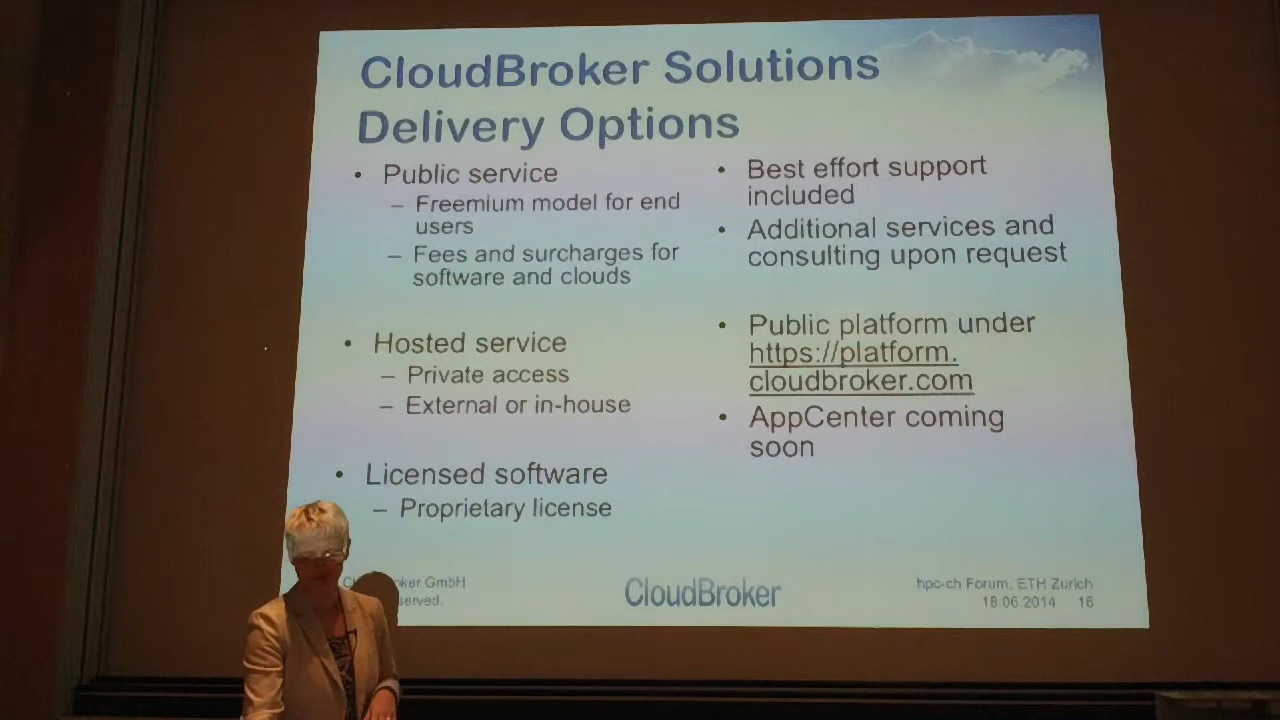 CloudBroker Solutions
Delivery Options
• Public service
– Freemium model for end
users
– Fees and surcharges for
software and clouds
• Hosted service
– Private access
– External or in-house
• Licensed software
– Proprietary license
• Best effort support
included
• Additional services and
consulting upon request
• Public platform under
https://platform.
cloudbroker.com
• AppCenter coming
soon
GmbH
CloudBroker
hpc-ch Forum, ETH Zurich
18.06.2014 16